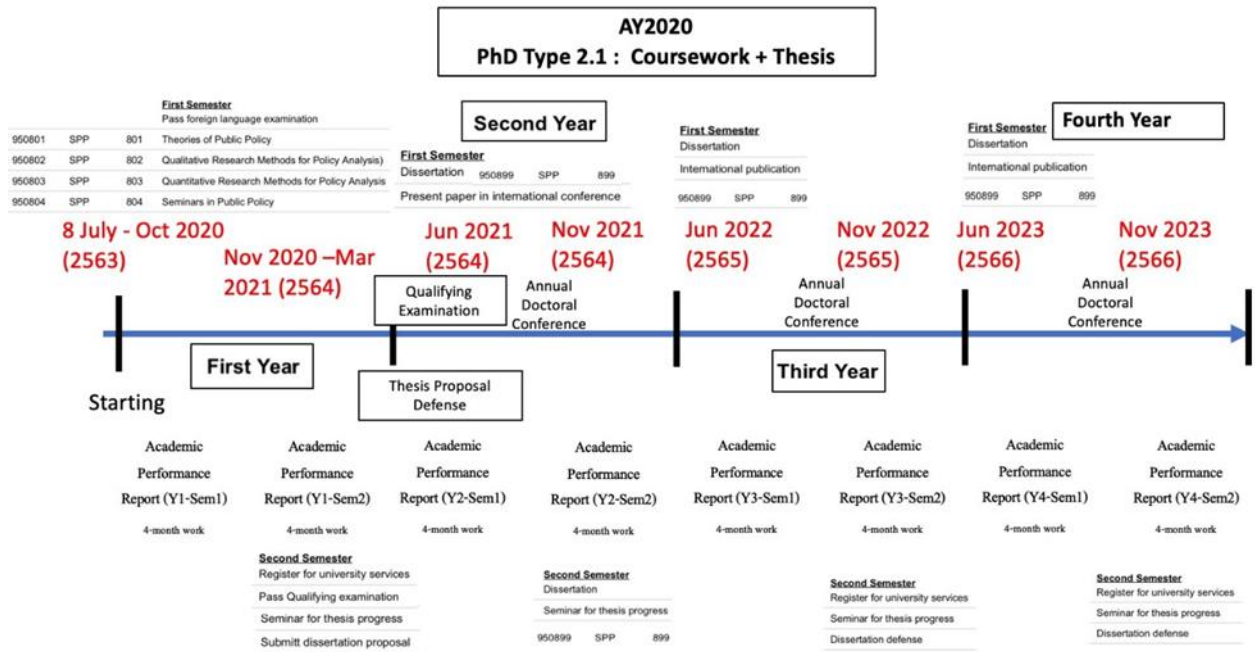 AY2020
PhD Type 2.1 :  Coursework + Thesis
First Semester
Pass foreign language examination
950801 SPP 801 Theories of Public Policy
950802 SPP 802 Qualitative Research Methods for Policy Analysis)
950803 SPP 803 Quantitative Research Methods for Policy Analysis
950804 SPP 804 Seminars in Public Policy
Second Year
First Semester
Dissertation 950899 SPP 899
Present paper in international conference
First Semester
Dissertation
International publication
950899 SPP 899
Fourth Year
First Semester
Dissertation
International publication
950899 SPP 899
8 July - Oct 2020
(2563)
Nov 2020 –Mar
2021 (2564)
Jun 2021
(2564)
Nov 2021
(2564)
Jun 2022
(2565)
Nov 2022
(2565)
Jun 2023
(2566)
Nov 2023
(2566)
Qualifying
Examination
Annual
Doctoral
Conference
Annual
Doctoral
Conference
Annual
Doctoral
Conference
First Year
Third Year
Starting
Thesis Proposal
Defense
Academic
Performance
Report (Y1-Sem1)
4-month work
Academic
Performance
Report (Y1-Sem2)
4-month work
Academic
Performance
Report (Y2-Sem1)
4-month work
Academic
Performance
Report (Y2-Sem2)
4-month work
Academic
Performance
Report (Y3-Sem1)
4-month work
Academic
Performance
Report (Y3-Sem2)
4-month work
Academic
Performance
Report (Y4-Sem1)
4-month work
Academic
Performance
Report (Y4-Sem2)
4-month work
Second Semester
Register for university services
Pass Qualifying examination
Seminar for thesis progress
Submitt dissertation proposal
Second Semester
Dissertation
Seminar for thesis progress
950899 SPP 899
Second Semester
Register for university services
Seminar for thesis progress
Dissertation defense
Second Semester
Register for university services
Seminar for thesis progress
Dissertation defense